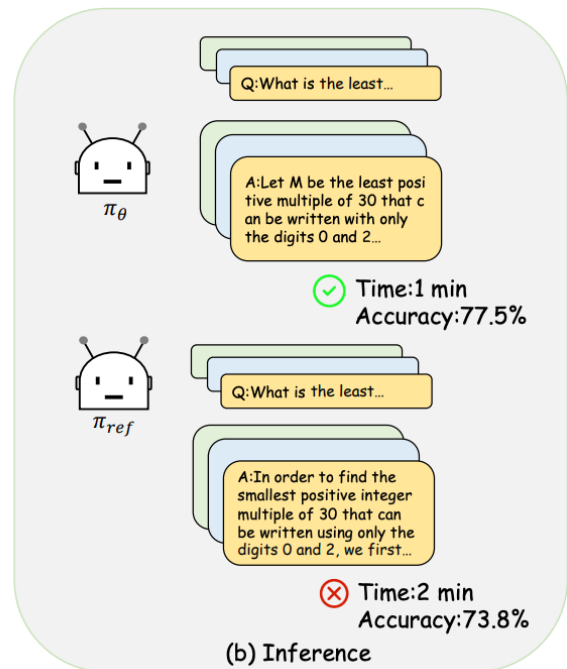 Q:What is the least...
π_θ
A:Let M be the least posi
tive multiple of 30 that c
an be written with only
the digits 0 and 2...
Time:1 min
Accuracy:77.5%
Q:What is the least...
π_ref
A:In order to find the
smallest positive integer
multiple of 30 that can
be written using only the
digits 0 and 2, we first...
Time:2 min
Accuracy:73.8%
(b) Inference